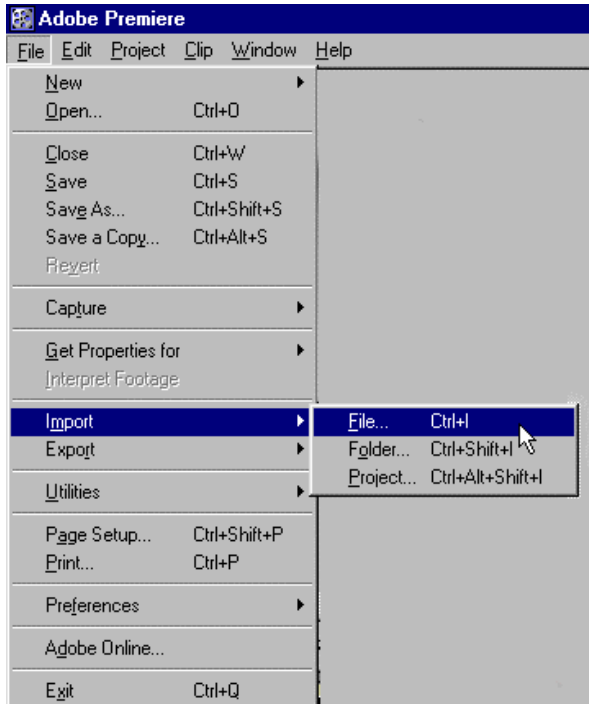 Adobe Premiere
File Edit Project Clip Window Help
New
Open... Ctrl+O
Close Ctrl+W
Save Ctrl+S
Save As... Ctrl+Shift+S
Save a Copy... Ctrl+Alt+S
Revert
Capture
Get Properties for
Interpret Footage
Import
File... Ctrl+I
Export
Folder... Ctrl+Shift+I
Utilities
Project... Ctrl+Alt+Shift+I
Page Setup... Ctrl+Shift+P
Print... Ctrl+P
Preferences
Adobe Online...
Exit Ctrl+Q